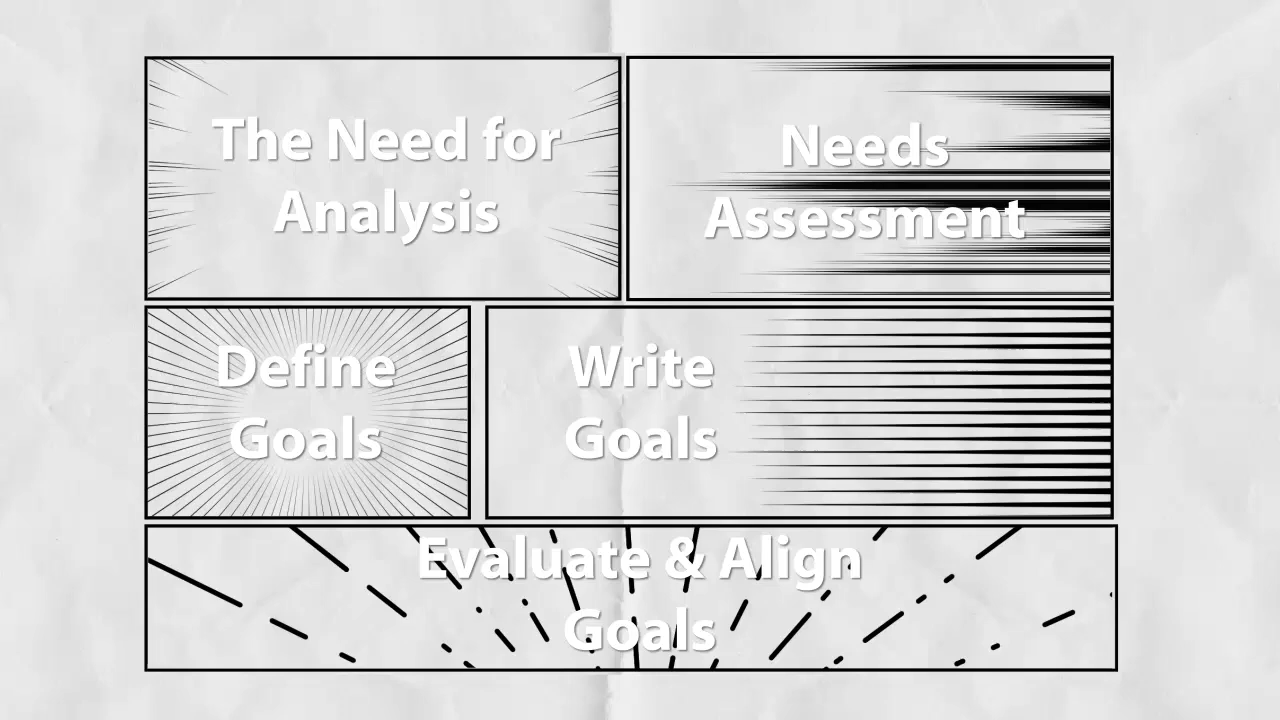 The Need for
Analysis
Needs
Assessment
Define
Goals
Write
Goals
Evaluate & Align
Goals